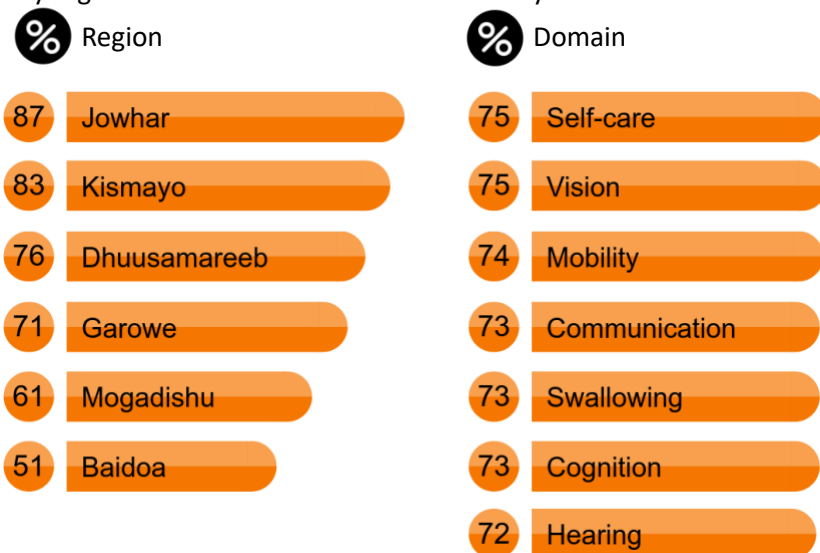 % Region
87 Jowhar
83 Kismayo
76 Dhuusamareeb
71 Garowe
61 Mogadishu
51 Baidoa
% Domain
75 Self-care
75 Vision
74 Mobility
73 Communication
73 Swallowing
73 Cognition
72 Hearing